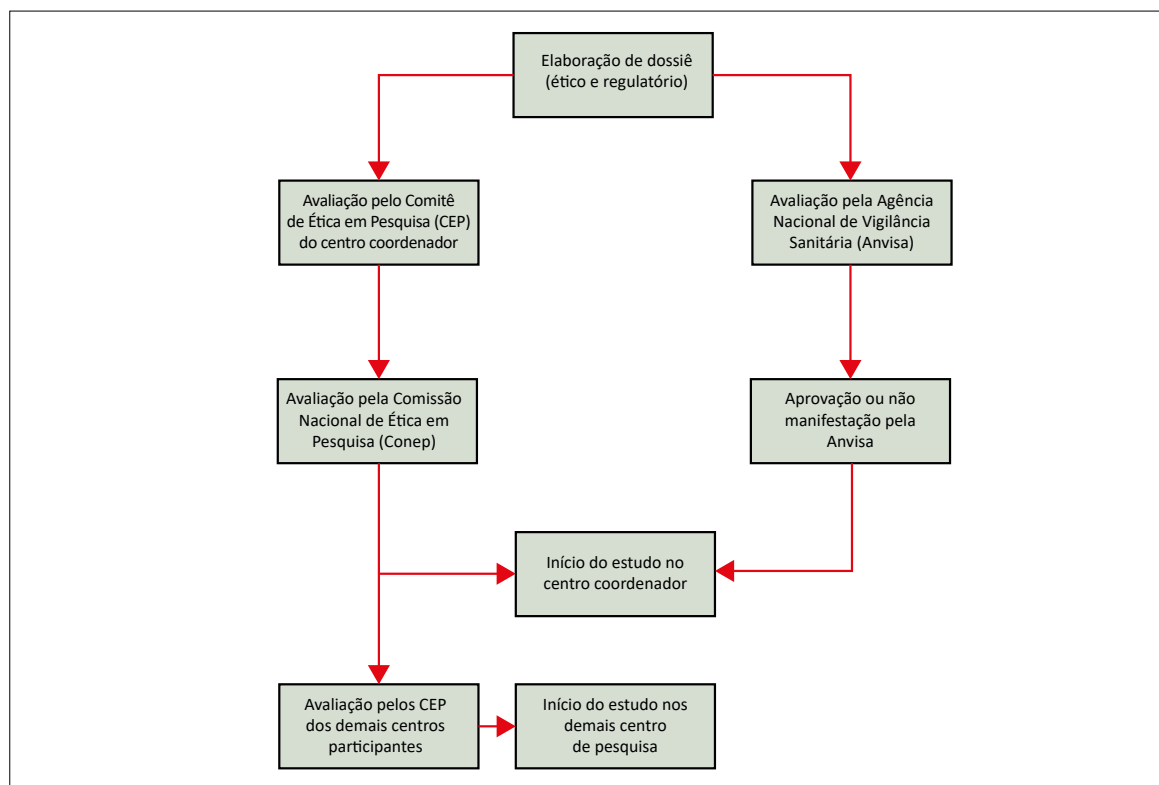 Elaboração de dossiê
(ético e regulatório)
Avaliação pelo Comitê
de Ética em Pesquisa (CEP)
do centro coordenador
Avaliação pela Agência
Nacional de Vigilância
Sanitária (Anvisa)
Avaliação pela Comissão
Nacional de Ética em
Pesquisa (Conep)
Aprovação ou não
manifestação pela
Anvisa
Início do estudo no
centro coordenador
Avaliação pelos CEP
dos demais centros
participantes
Início do estudo nos
demais centro
de pesquisa